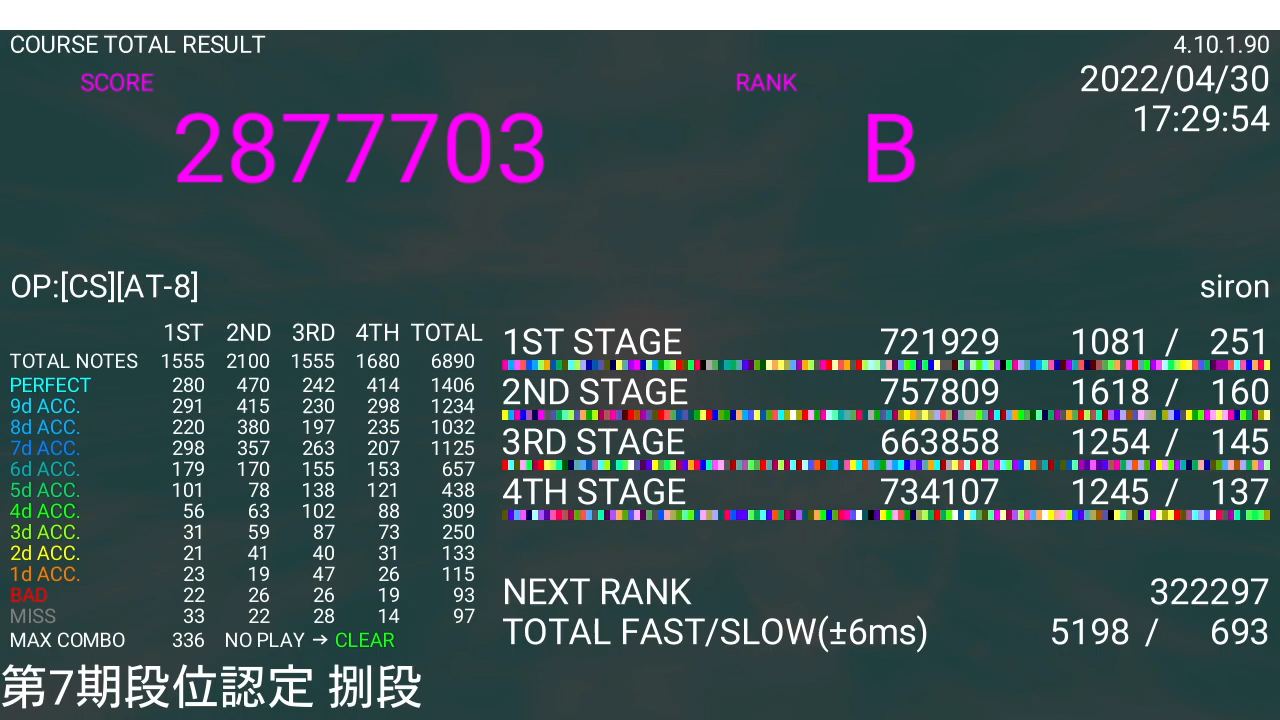 COURSE TOTAL RESULT 4.10.1.90
SCORE RANK 2022/04/30
2877703 B 17:29:54
OP:[CS][AT-8] siron
1ST 2ND 3RD 4TH TOTAL
TOTAL NOTES 1555 2100 1555 1680 6890
PERFECT 280 470 242 414 1406
9d ACC. 291 415 230 298 1234
8d ACC. 220 380 197 235 1032
7d ACC. 298 357 263 207 1125
6d ACC. 179 170 155 153 657
5d ACC. 101 78 138 121 438
4d ACC. 56 63 102 88 309
3d ACC. 31 59 87 73 250
2d ACC. 21 41 40 31 133
1d ACC. 23 19 47 26 115
BAD 22 26 26 19 93
MISS 33 22 28 14 97
MAX COMBO 336 NO PLAY → CLEAR
1ST STAGE 721929 1081 / 251
2ND STAGE 757809 1618 / 160
3RD STAGE 663858 1254 / 145
4TH STAGE 734107 1245 / 137
NEXT RANK 322297
TOTAL FAST/SLOW(±6ms) 5198 / 693
第7期段位認定 捌段